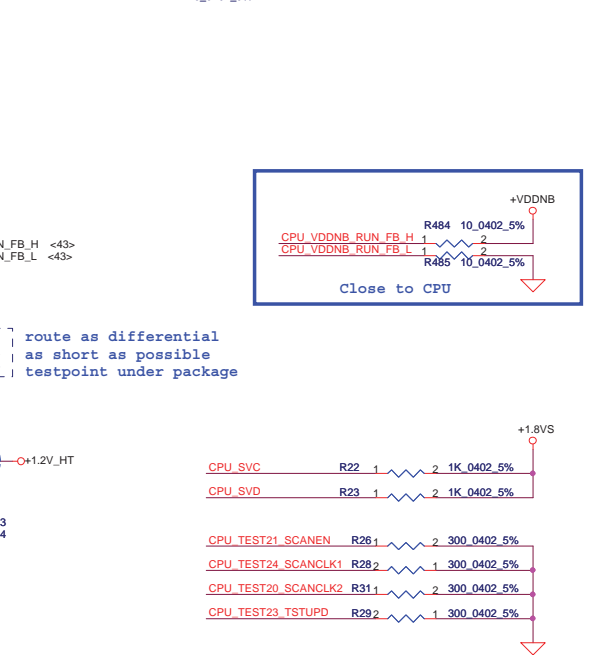 +VDDNB
R484 10_0402_5%
CPU_VDDNB_RUN_FB_H 1 2
CPU_VDDNB_RUN_FB_L 1 2
R485 10_0402_5%
Close to CPU
N_FB_H <43>
N_FB_L <43>
route as differential
as short as possible
testpoint under package
+1.8VS
+1.2V_HT
CPU_SVC R22 1 2 1K_0402_5%
CPU_SVD R23 1 2 1K_0402_5%
3
4
CPU_TEST21_SCANEN R26 1 2 300_0402_5%
CPU_TEST24_SCANCLK1 R28 2 1 300_0402_5%
CPU_TEST20_SCANCLK2 R31 1 2 300_0402_5%
CPU_TEST23_TSTUPD R29 2 1 300_0402_5%